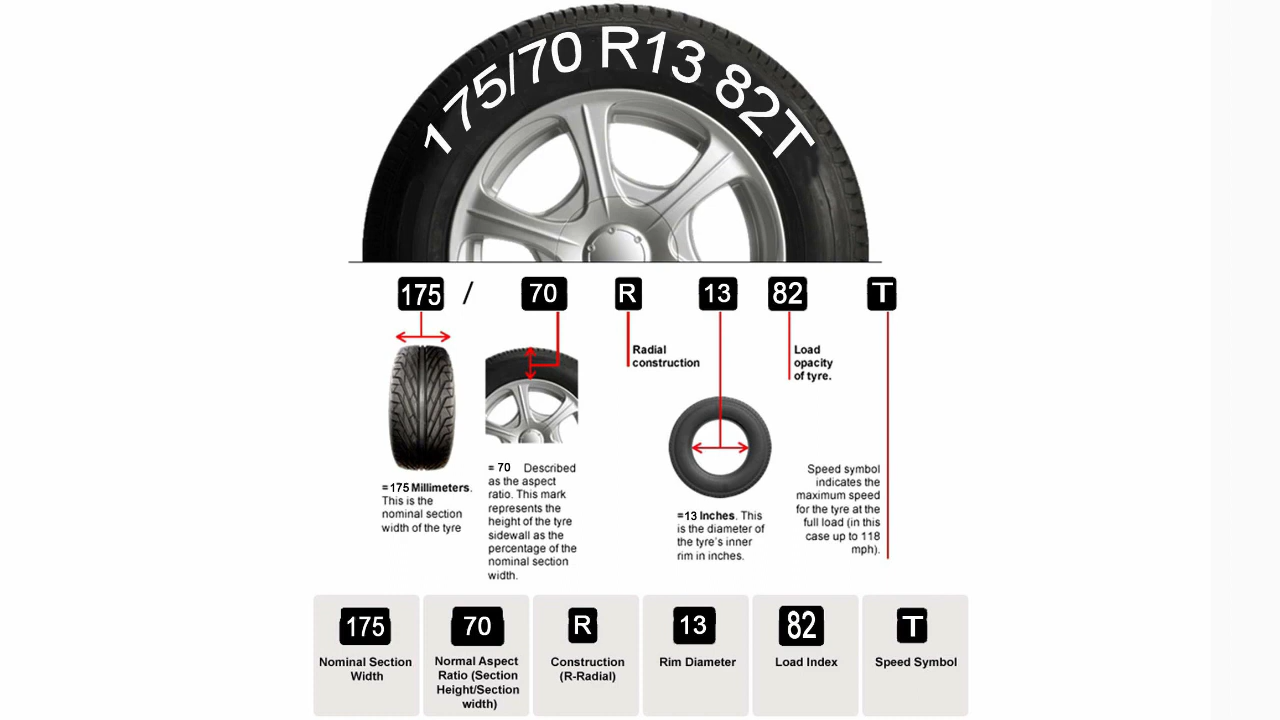 175/70 R13 82T
175 / 70 R 13 82 T
Radial
construction
Load
opacity
of tyre.
=175 Millimeters.
This is the
nominal section
width of the tyre
= 70 Described
as the aspect
ratio. This mark
represents the
height of the tyre
sidewall as the
percentage of the
nominal section
width.
=13 Inches. This
is the diameter of
the tyre's inner
rim in inches.
Speed symbol
indicates the
maximum speed
for the tyre at the
full load (in this
case up to 118
mph).
175
Nominal Section
Width
70
Normal Aspect
Ratio (Section
Height/Section
width)
R
Construction
(R-Radial)
13
Rim Diameter
82
Load Index
T
Speed Symbol